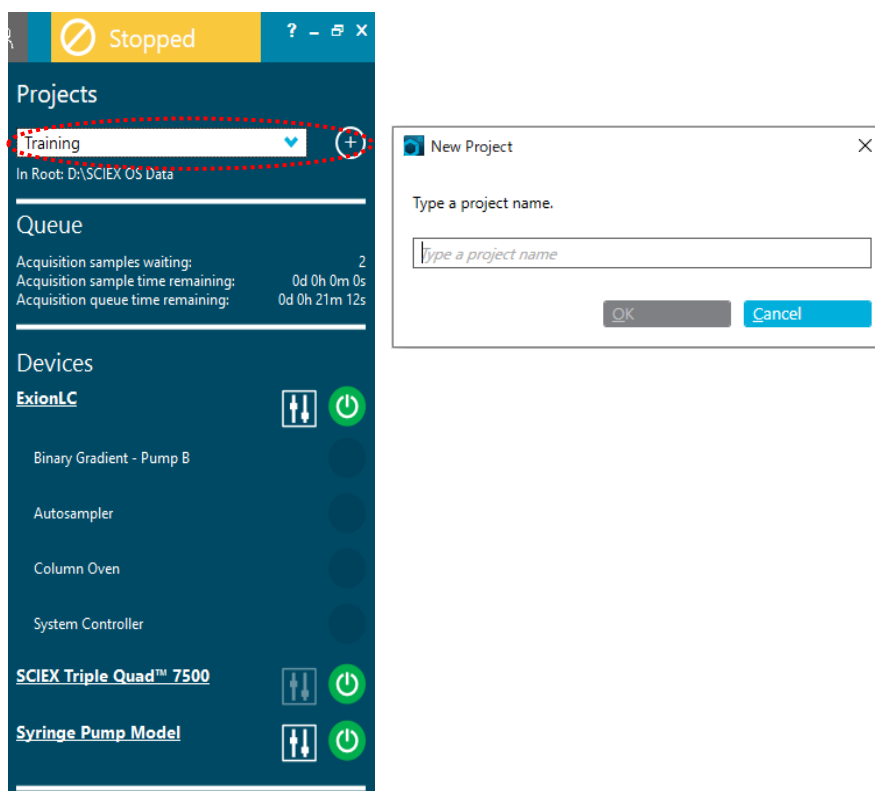 Stopped
? – X
Projects
Training
In Root: D:\SCIEX OS Data
Queue
Acquisition samples waiting: 2
Acquisition sample time remaining: 0d 0h 0m 0s
Acquisition queue time remaining: 0d 0h 21m 12s
Devices
ExionLC
Binary Gradient - Pump B
Autosampler
Column Oven
System Controller
SCIEX Triple Quad™ 7500
Syringe Pump Model
New Project
Type a project name.
Type a project name
OK Cancel